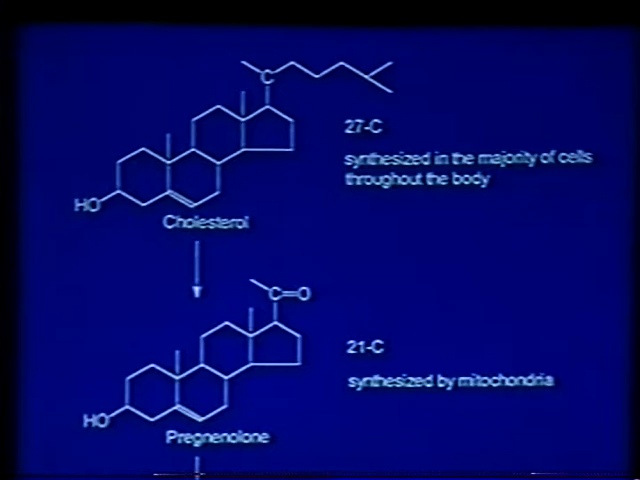 C
27-C
synthesized in the majority of cells
throughout the body
HO
Cholesterol
C=O
21-C
synthesized by mitochondria
HO
Pregnenolone